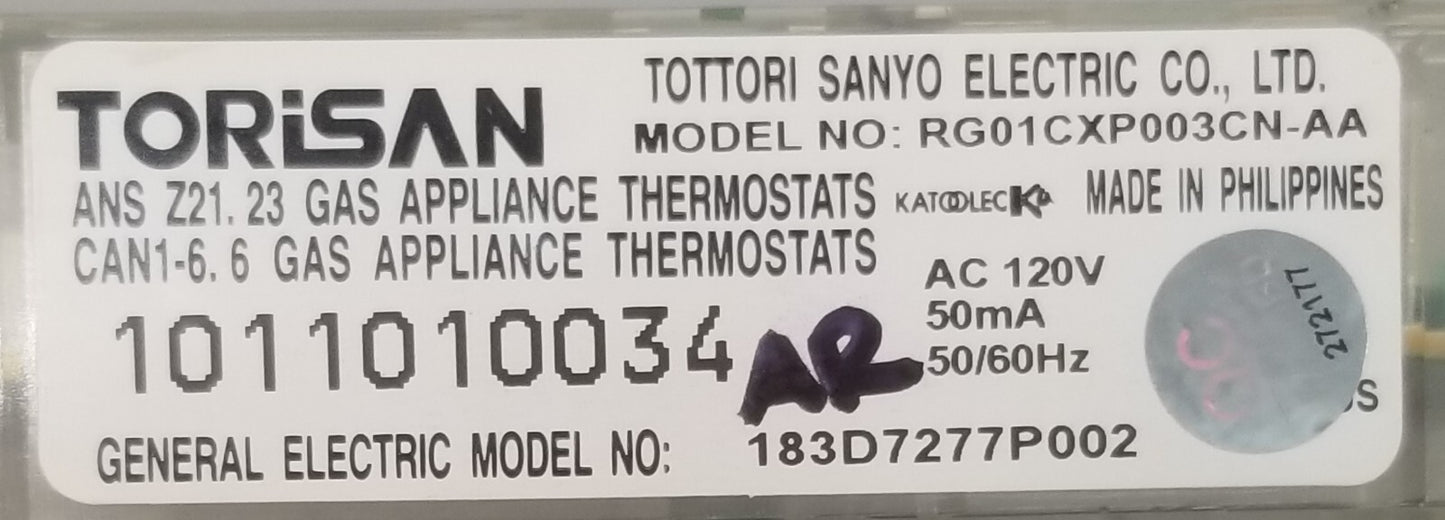 TORiSAN
TOTTORI SANYO ELECTRIC CO., LTD.
MODEL NO: RG01CXP003CN-AA
ANS Z21.23 GAS APPLIANCE THERMOSTATS
KATOOLEC
MADE IN PHILIPPINES
CAN1-6.6 GAS APPLIANCE THERMOSTATS
AC 120V
50mA
50/60Hz
1011010034
AR
272177
GENERAL ELECTRIC MODEL NO: 183D7277P002